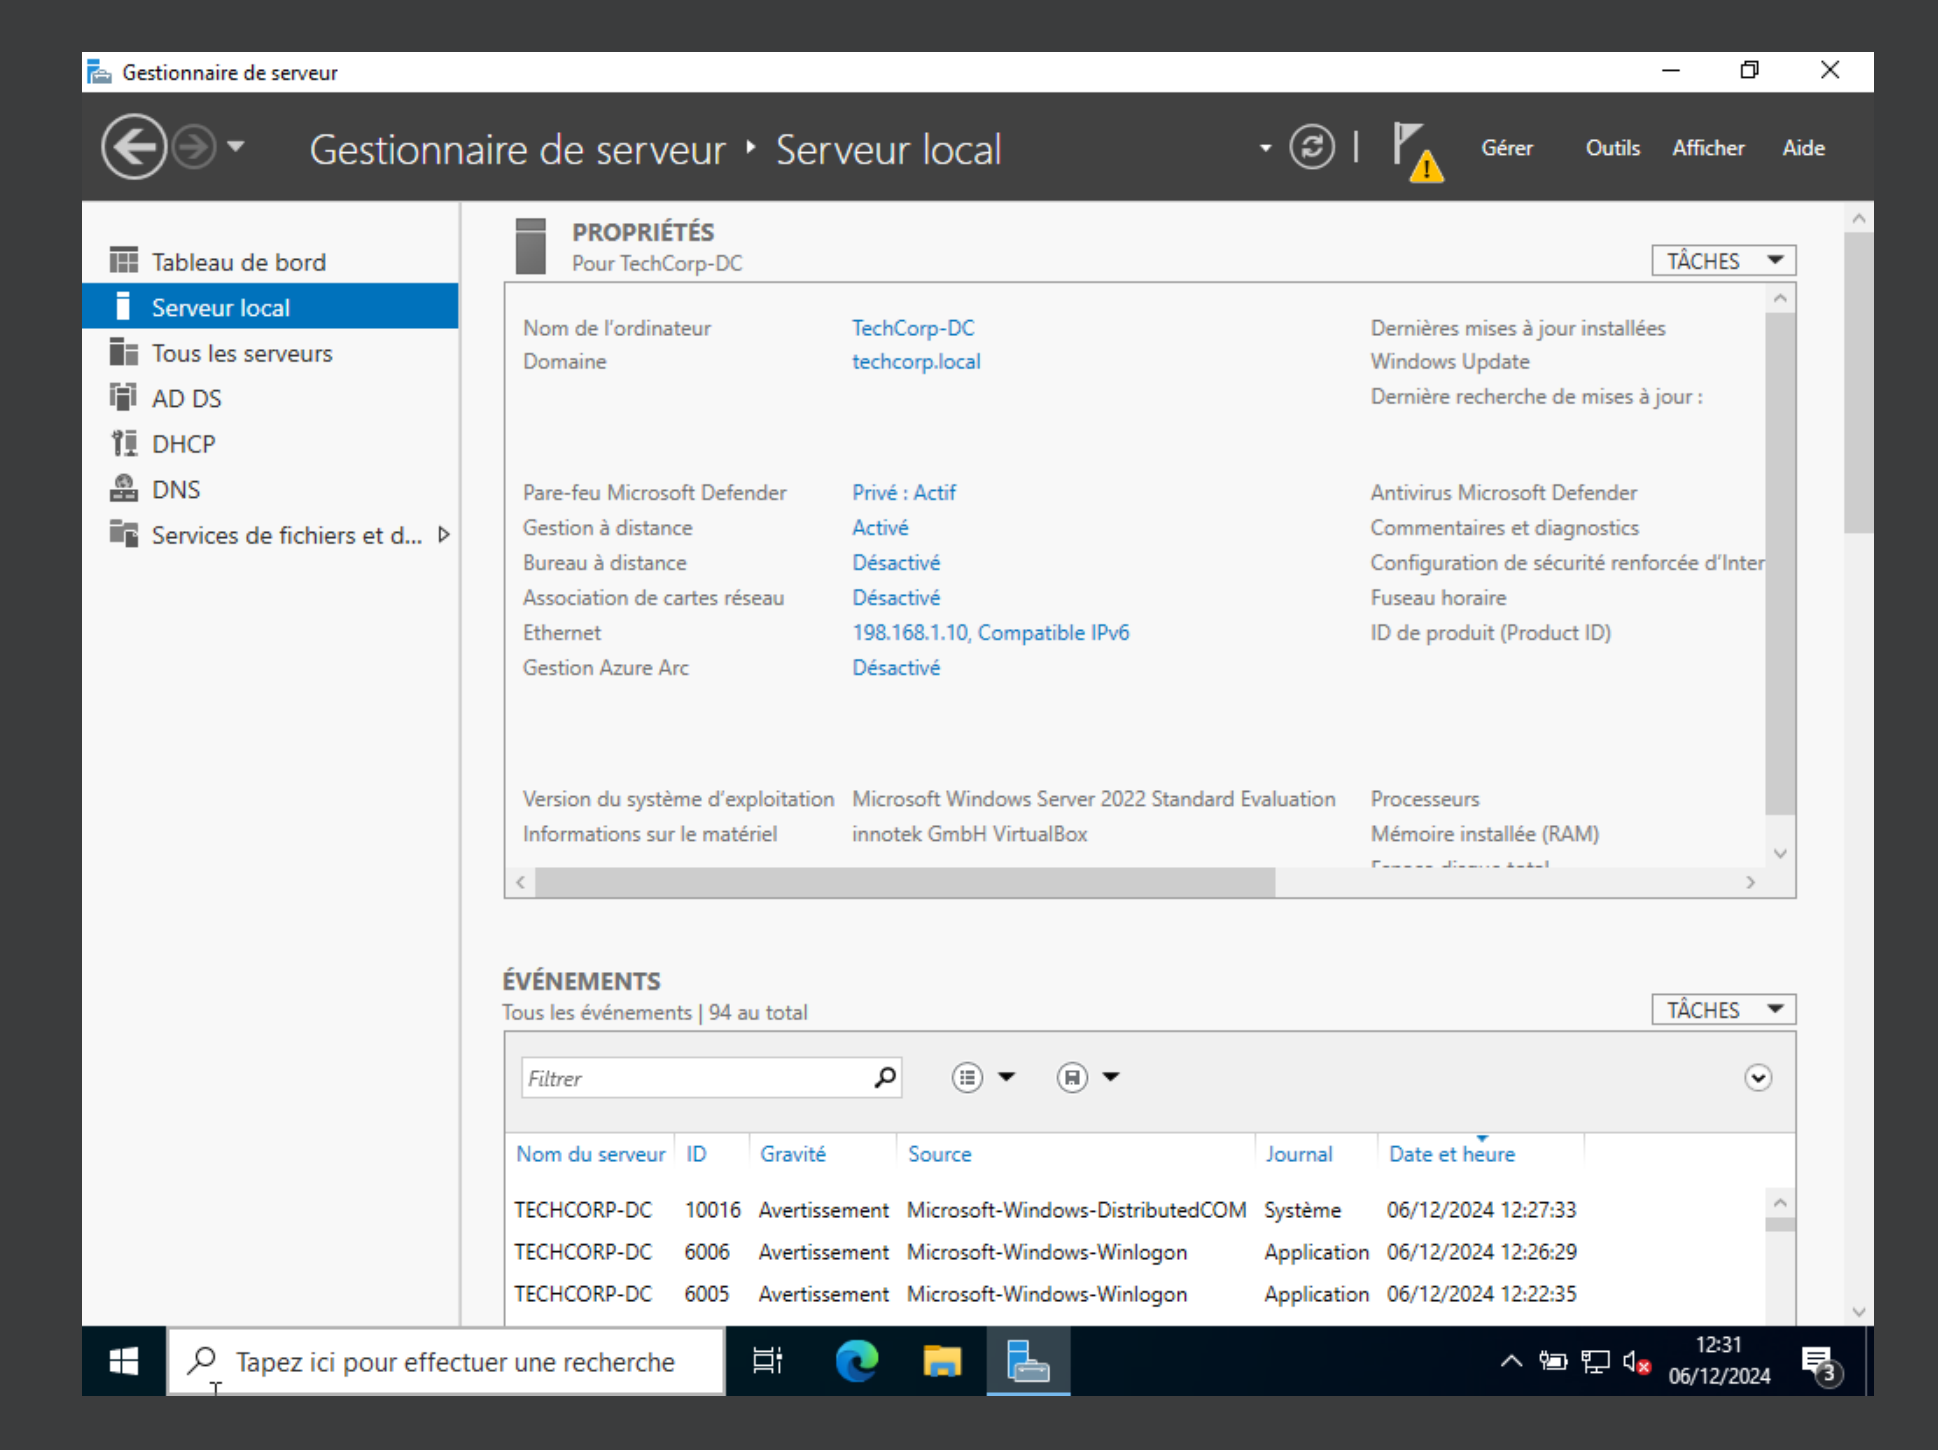 Gestionnaire de serveur
Gestionnaire de serveur ‣ Serveur local
Gérer Outils Afficher Aide
Tableau de bord
Serveur local
Tous les serveurs
AD DS
DHCP
DNS
Services de fichiers et d...
PROPRIÉTÉS
Pour TechCorp-DC
TÂCHES
Nom de l'ordinateur TechCorp-DC Dernières mises à jour installées
Domaine techcorp.local Windows Update
Dernière recherche de mises à jour :
Pare-feu Microsoft Defender Privé : Actif Antivirus Microsoft Defender
Gestion à distance Activé Commentaires et diagnostics
Bureau à distance Désactivé Configuration de sécurité renforcée d'Inter
Association de cartes réseau Désactivé Fuseau horaire
Ethernet 198.168.1.10, Compatible IPv6 ID de produit (Product ID)
Gestion Azure Arc Désactivé
Version du système d'exploitation Microsoft Windows Server 2022 Standard Evaluation Processeurs
Informations sur le matériel innotek GmbH VirtualBox Mémoire installée (RAM)
ÉVÉNEMENTS
Tous les événements | 94 au total
TÂCHES
Filtrer
Nom du serveur ID Gravité Source Journal Date et heure
TECHCORP-DC 10016 Avertissement Microsoft-Windows-DistributedCOM Système 06/12/2024 12:27:33
TECHCORP-DC 6006 Avertissement Microsoft-Windows-Winlogon Application 06/12/2024 12:26:29
TECHCORP-DC 6005 Avertissement Microsoft-Windows-Winlogon Application 06/12/2024 12:22:35
Tapez ici pour effectuer une recherche
12:31
06/12/2024
3